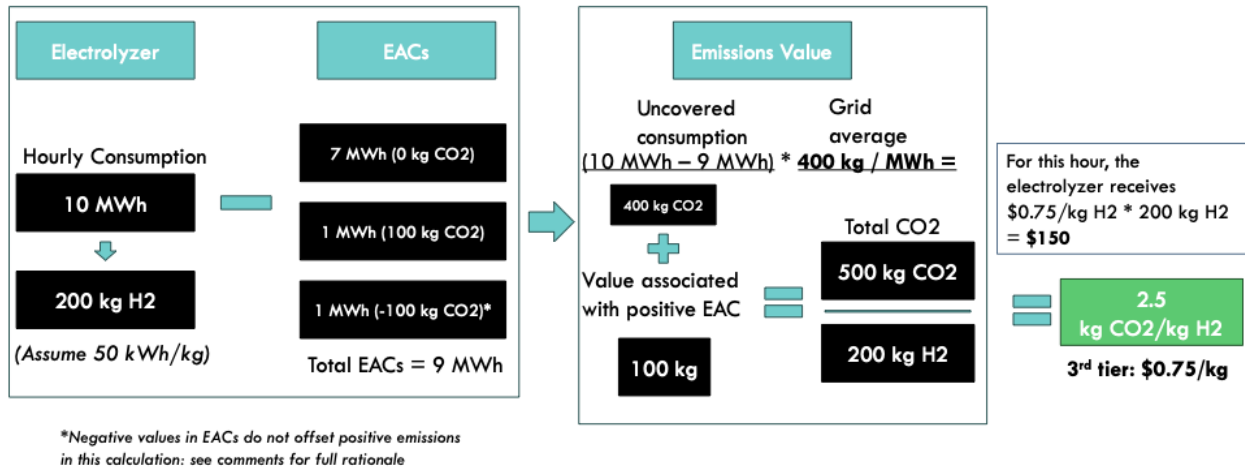 Electrolyzer
Hourly Consumption
10 MWh
200 kg H2
(Assume 50 kWh/kg)
EACs
7 MWh (0 kg CO2)
1 MWh (100 kg CO2)
1 MWh (-100 kg CO2)*
Total EACs = 9 MWh
Emissions Value
Uncovered
consumption
(10 MWh – 9 MWh) *
Grid
average
400 kg / MWh =
400 kg CO2
Value associated
with positive EAC
100 kg
Total CO2
500 kg CO2
200 kg H2
For this hour, the
electrolyzer receives
$0.75/kg H2 * 200 kg H2
= $150
2.5
kg CO2/kg H2
3rd tier: $0.75/kg
*Negative values in EACs do not offset positive emissions
in this calculation: see comments for full rationale